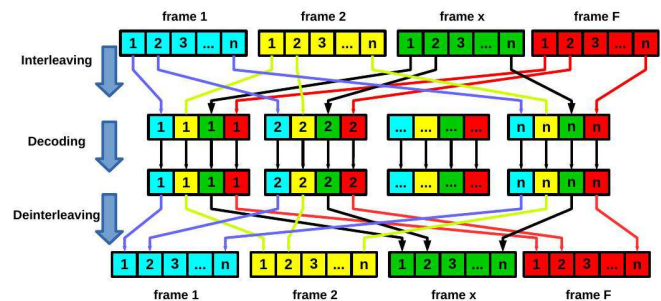 frame 1 frame 2 frame x frame F
Interleaving
1 2 3 ... n 1 2 3 ... n 1 2 3 ... n 1 2 3 ... n
Decoding
1 1 1 1 2 2 2 2 ... ... ... ... n n n n
1 1 1 1 2 2 2 2 ... ... ... ... n n n n
Deinterleaving
1 2 3 ... n 1 2 3 ... n 1 2 3 ... n 1 2 3 ... n
frame 1 frame 2 frame x frame F